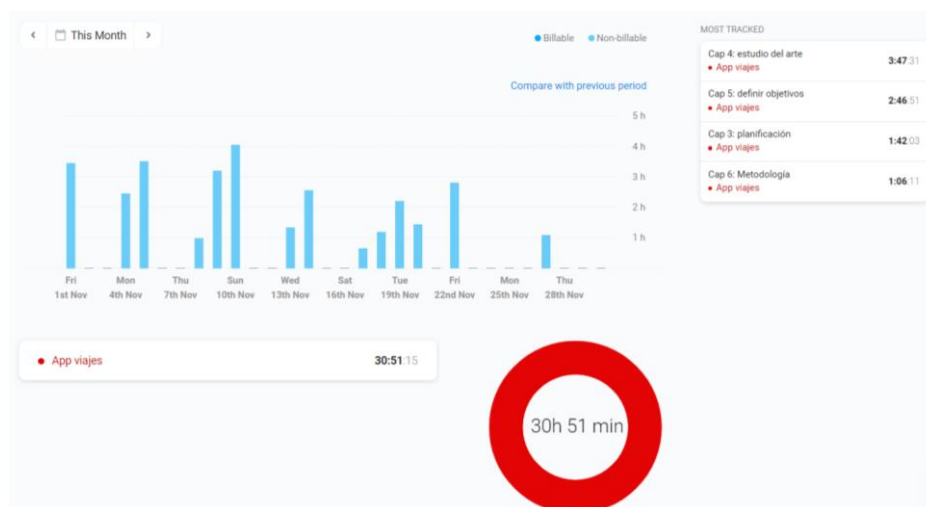 This Month
Billable Non-billable
Compare with previous period
5 h
4 h
3 h
2 h
1 h
Fri Mon Thu Sun Wed Sat Tue Fri Mon Thu
1st Nov 4th Nov 7th Nov 10th Nov 13th Nov 16th Nov 19th Nov 22nd Nov 25th Nov 28th Nov
MOST TRACKED
Cap 4: estudio del arte
App viajes
3:47:31
Cap 5: definir objetivos
App viajes
2:46:51
Cap 3: planificación
App viajes
1:42:03
Cap 6: Metodología
App viajes
1:06:11
App viajes 30:51:15
30h 51 min